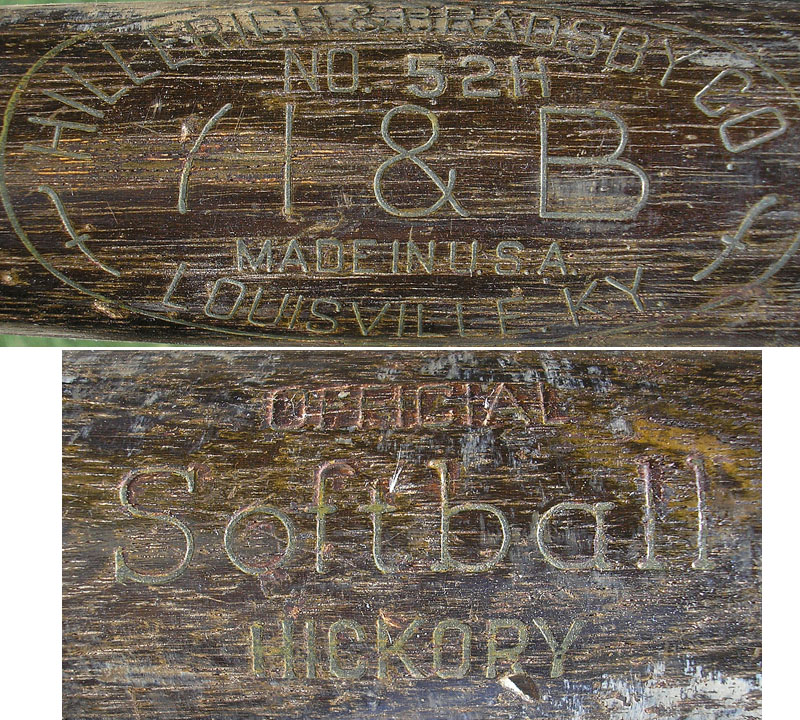 HILLERICH & BRADSBY CO
NO. 52H
H & B
MADE IN U.S.A.
LOUISVILLE, KY
OFFICIAL
Softball
HICKORY